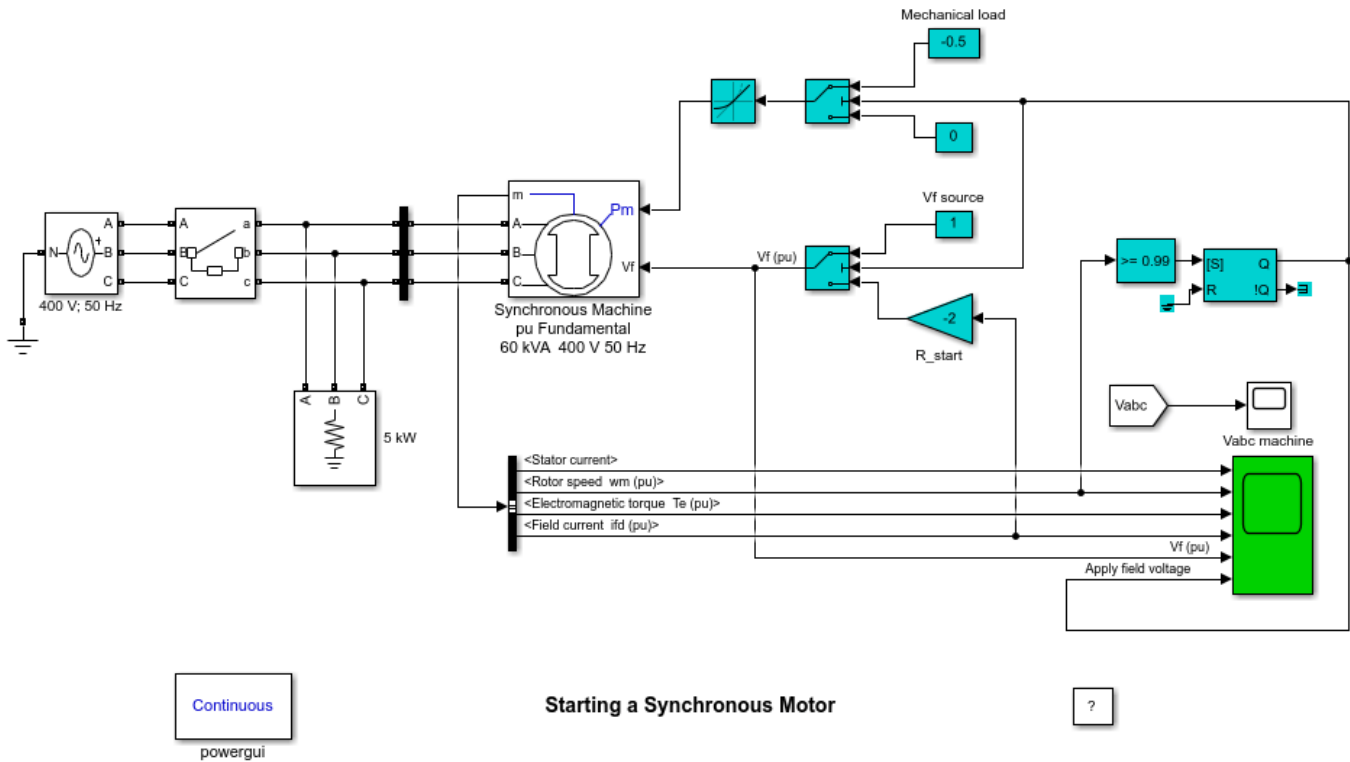 Mechanical load
-0.5
0
Vf source
1
Vf (pu)
-2
R_start
m
Pm
A
B
C
Vf
Synchronous Machine
pu Fundamental
60 kVA 400 V 50 Hz
N
A
B
C
400 V; 50 Hz
A
B
C
a
b
c
A
B
C
5 kW
>= 0.99
[S]
Q
R
!Q
Vabc
Vabc machine
<Stator current>
<Rotor speed wm (pu)>
<Electromagnetic torque Te (pu)>
<Field current ifd (pu)>
Vf (pu)
Apply field voltage
Continuous
powergui
Starting a Synchronous Motor
?